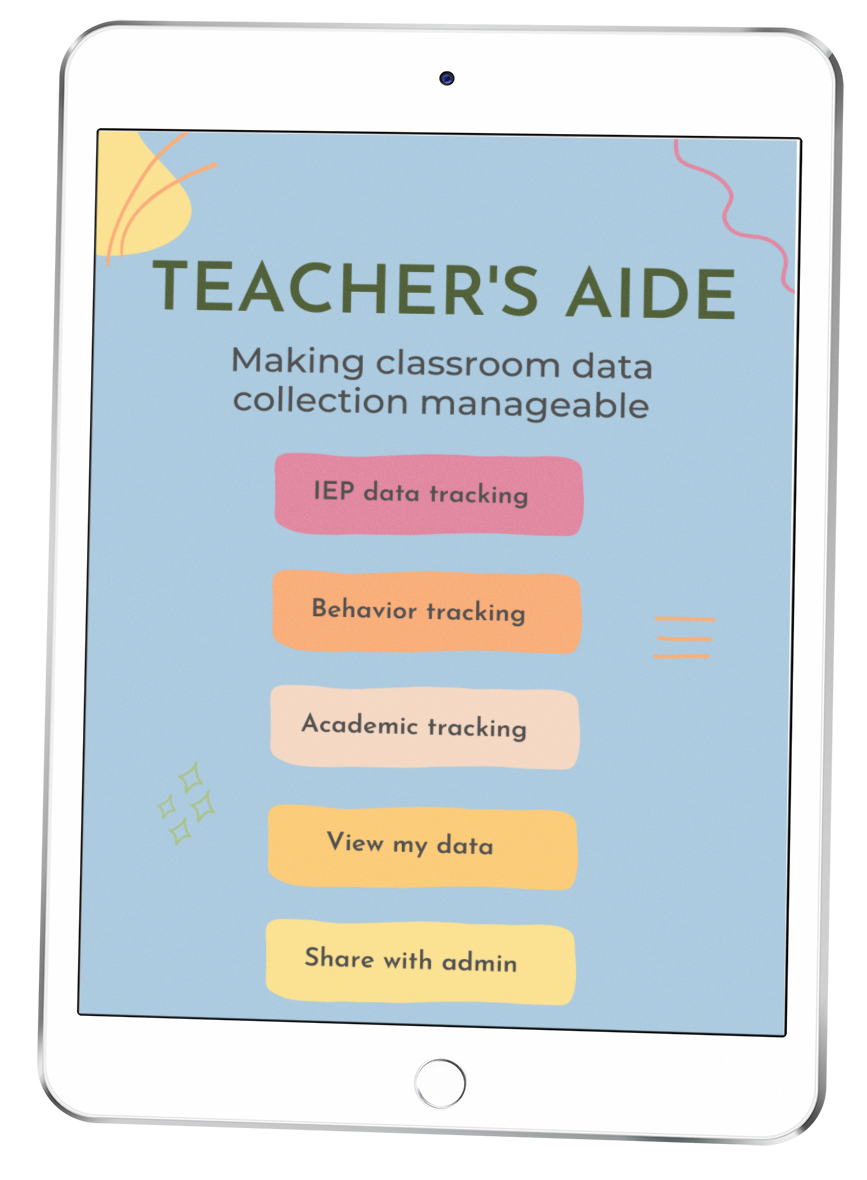 TEACHER'S AIDE
Making classroom data
collection manageable
IEP data tracking
Behavior tracking
Academic tracking
View my data
Share with admin